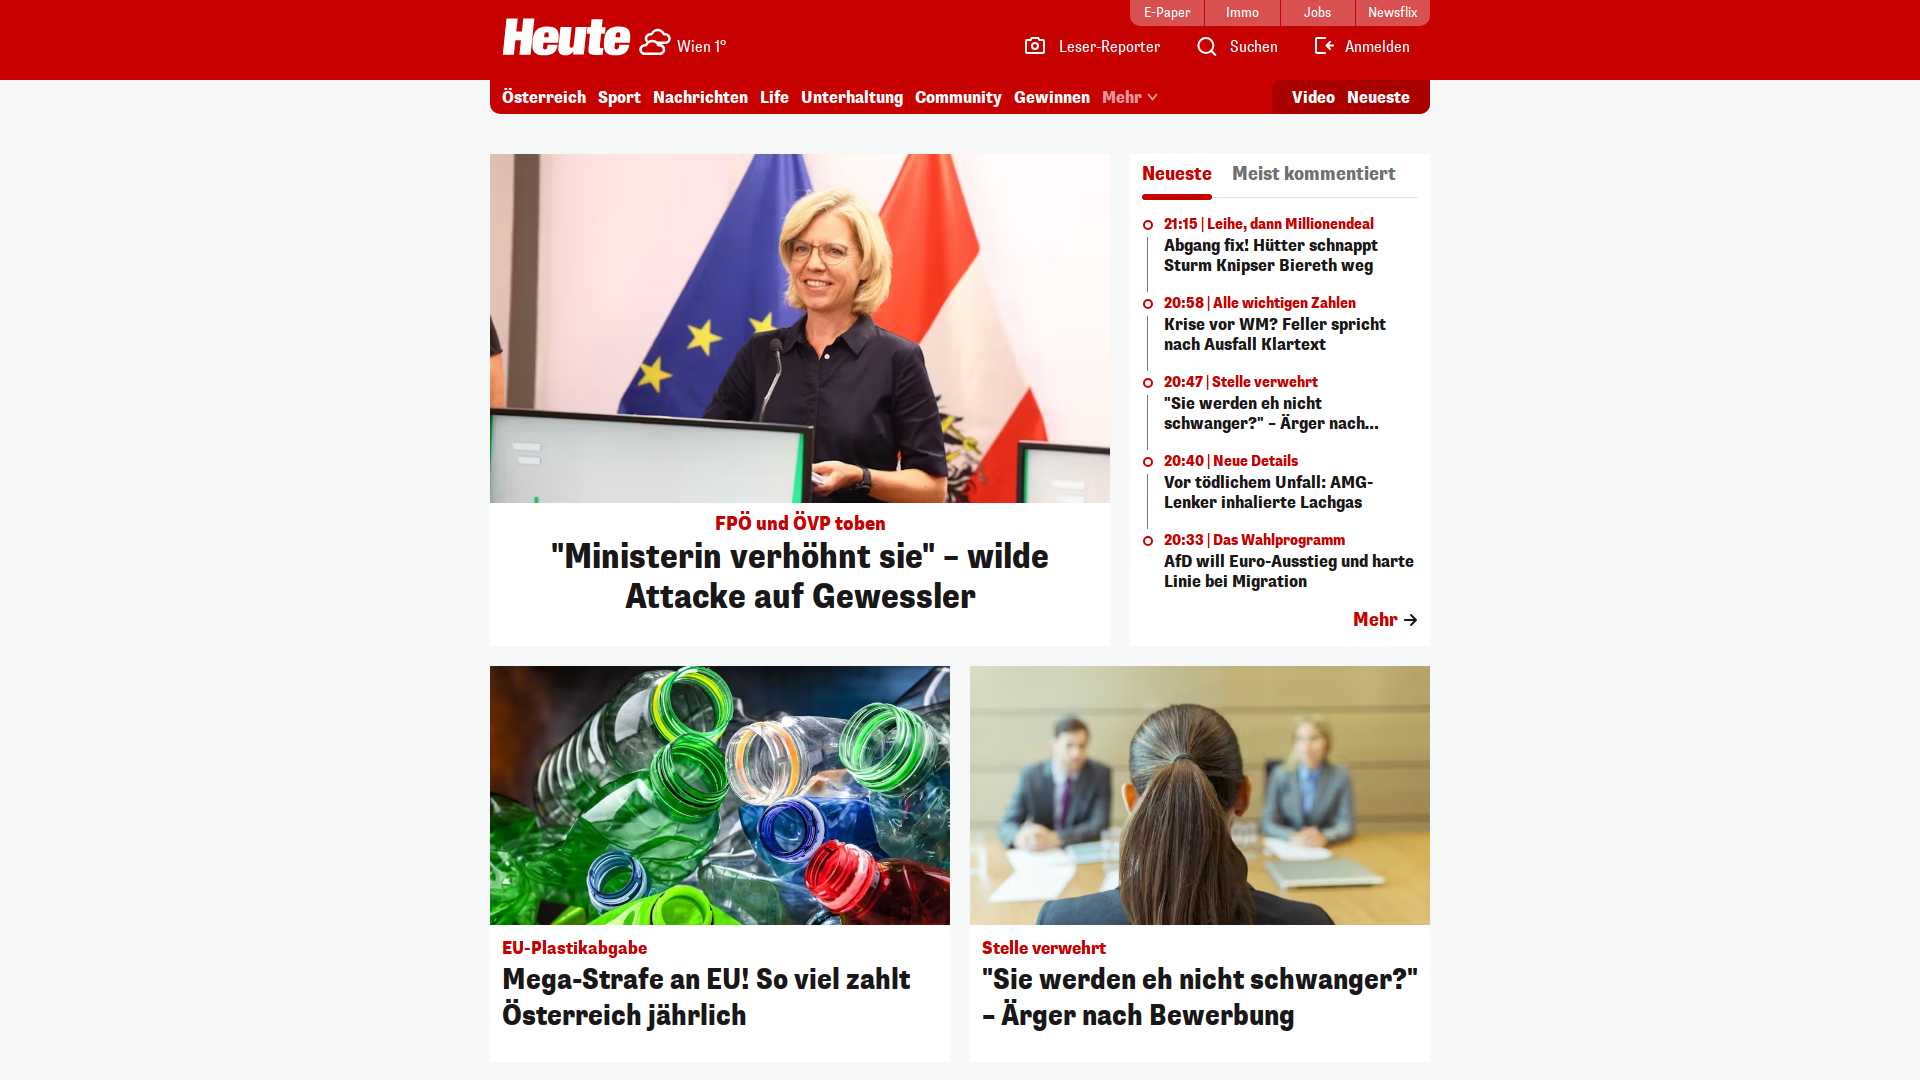 E-Paper
Immo
Jobs
Newsflix
Heute
Wien 1°
Leser-Reporter
Suchen
Anmelden
Österreich
Sport
Nachrichten
Life
Unterhaltung
Community
Gewinnen
Mehr
Video
Neueste
FPÖ und ÖVP toben
"Ministerin verhöhnt sie" – wilde
Attacke auf Gewessler
Neueste
Meist kommentiert
21:15 | Leihe, dann Millionendeal
Abgang fix! Hütter schnappt
Sturm Knipser Biereth weg
20:58 | Alle wichtigen Zahlen
Krise vor WM? Feller spricht
nach Ausfall Klartext
20:47 | Stelle verwehrt
"Sie werden eh nicht
schwanger?" – Ärger nach...
20:40 | Neue Details
Vor tödlichem Unfall: AMG-
Lenker inhalierte Lachgas
20:33 | Das Wahlprogramm
AfD will Euro-Ausstieg und harte
Linie bei Migration
Mehr
EU-Plastikabgabe
Mega-Strafe an EU! So viel zahlt
Österreich jährlich
Stelle verwehrt
"Sie werden eh nicht schwanger?"
– Ärger nach Bewerbung